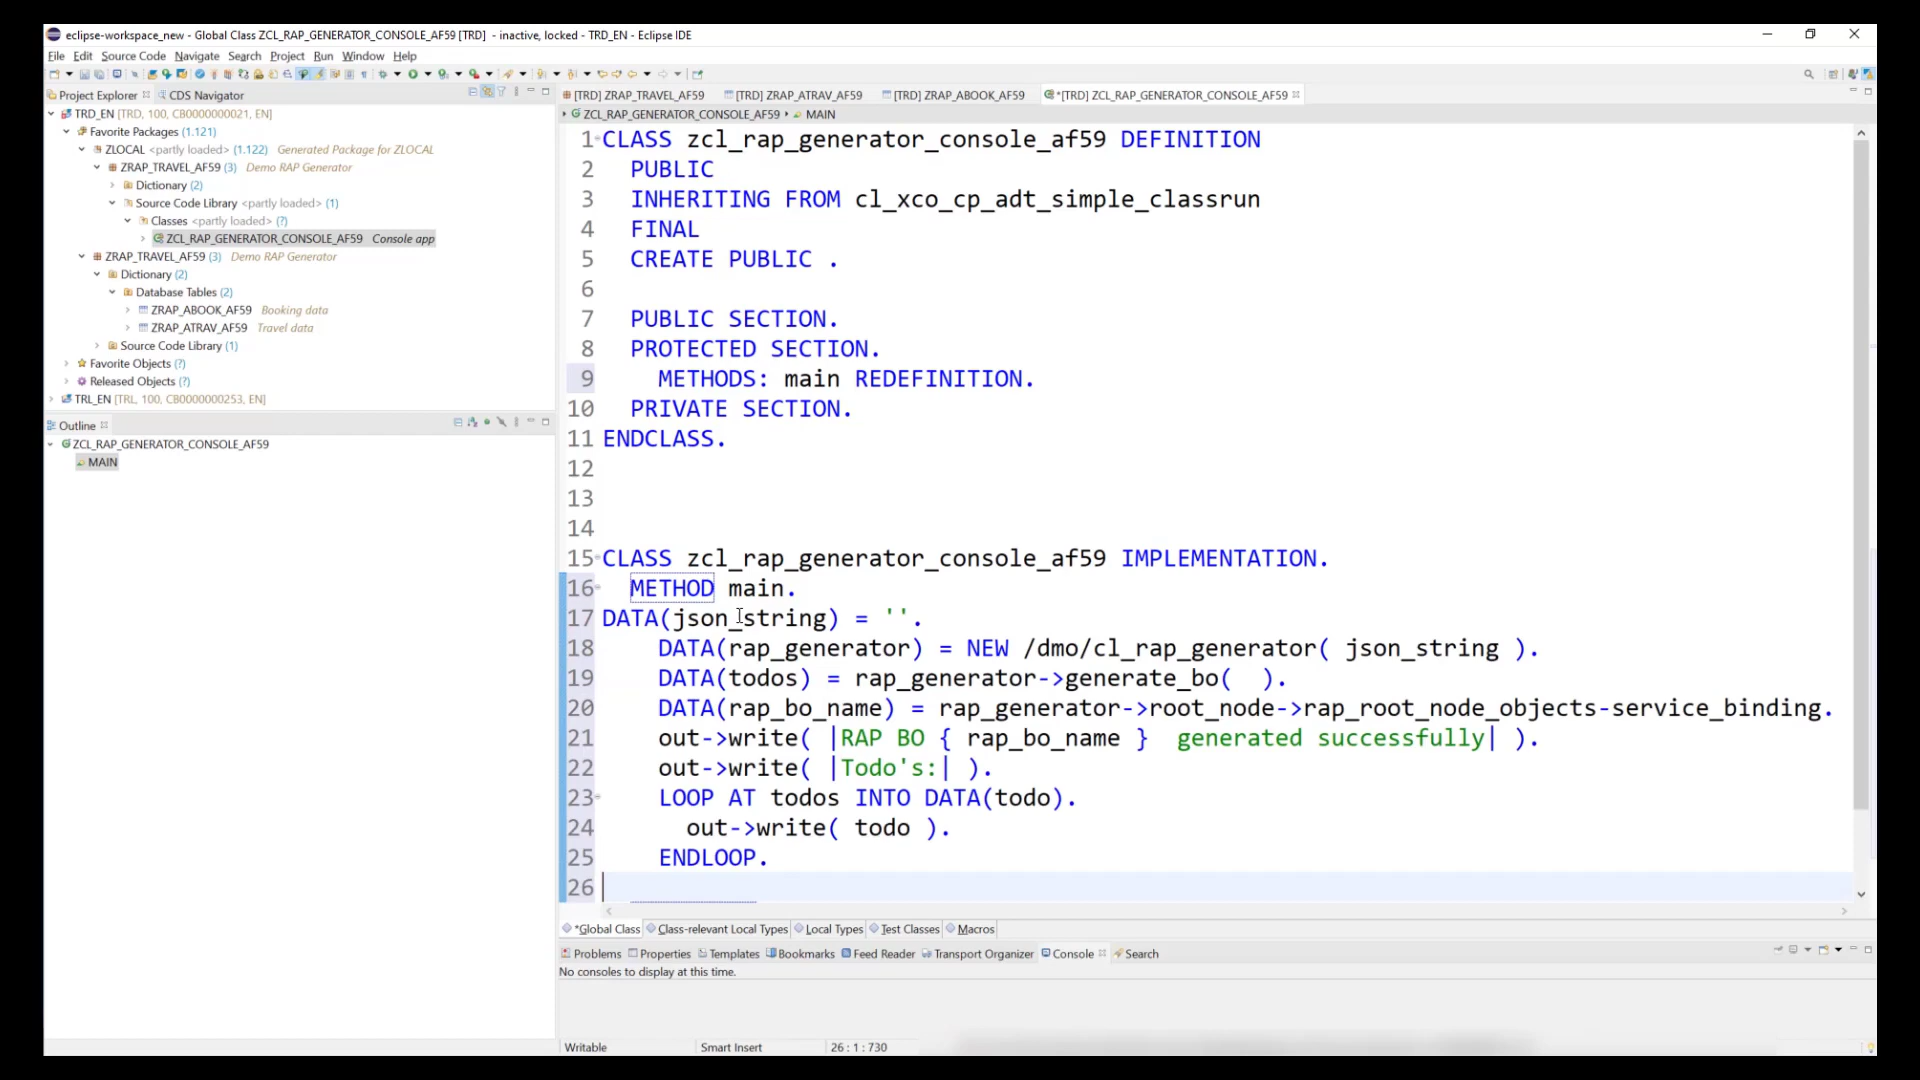 eclipse-workspace_new - Global Class ZCL_RAP_GENERATOR_CONSOLE_AF59 [TRD] - inactive, locked - TRD_EN - Eclipse IDE
File Edit Source Code Navigate Search Project Run Window Help
Project Explorer CDS Navigator
TRD_EN [TRD, 100, CB0000000021, EN]
Favorite Packages (1.121)
ZLOCAL <partly loaded> (1.122) Generated Package for ZLOCAL
ZRAP_TRAVEL_AF59 (3) Demo RAP Generator
Dictionary (2)
Source Code Library <partly loaded> (1)
Classes <partly loaded> (?)
ZCL_RAP_GENERATOR_CONSOLE_AF59 Console app
ZRAP_TRAVEL_AF59 (3) Demo RAP Generator
Dictionary (2)
Database Tables (2)
ZRAP_ABOOK_AF59 Booking data
ZRAP_ATRAV_AF59 Travel data
Source Code Library (1)
Favorite Objects (?)
Released Objects (?)
TRL_EN [TRL, 100, CB0000000253, EN]
Outline
ZCL_RAP_GENERATOR_CONSOLE_AF59
MAIN
[TRD] ZRAP_TRAVEL_AF59 [TRD] ZRAP_ATRAV_AF59 [TRD] ZRAP_ABOOK_AF59 *[TRD] ZCL_RAP_GENERATOR_CONSOLE_AF59
ZCL_RAP_GENERATOR_CONSOLE_AF59 MAIN
1 CLASS zcl_rap_generator_console_af59 DEFINITION
2 PUBLIC
3 INHERITING FROM cl_xco_cp_adt_simple_classrun
4 FINAL
5 CREATE PUBLIC .
6
7 PUBLIC SECTION.
8 PROTECTED SECTION.
9 METHODS: main REDEFINITION.
10 PRIVATE SECTION.
11 ENDCLASS.
12
13
14
15 CLASS zcl_rap_generator_console_af59 IMPLEMENTATION.
16 METHOD main.
17 DATA(json_string) = ''.
18 DATA(rap_generator) = NEW /dmo/cl_rap_generator( json_string ).
19 DATA(todos) = rap_generator->generate_bo(  ).
20 DATA(rap_bo_name) = rap_generator->root_node->rap_root_node_objects-service_binding.
21 out->write( |RAP BO { rap_bo_name }  generated successfully| ).
22 out->write( |Todo's:| ).
23 LOOP AT todos INTO DATA(todo).
24 out->write( todo ).
25 ENDLOOP.
26
*Global Class Class-relevant Local Types Local Types Test Classes Macros
Problems Properties Templates Bookmarks Feed Reader Transport Organizer Console Search
No consoles to display at this time.
Writable Smart Insert 26 : 1 : 730